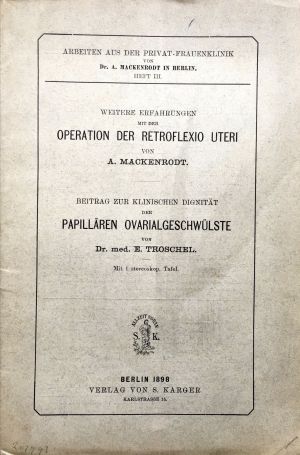 ARBEITEN AUS DER PRIVAT-FRAUENKLINIK
VON
Dr. A. MACKENRODT IN BERLIN.
HEFT III.
WEITERE ERFAHRUNGEN
MIT DER
OPERATION DER RETROFLEXIO UTERI
VON
A. MACKENRODT.
BEITRAG ZUR KLINISCHEN DIGNITÄT
DER
PAPILLÄREN OVARIALGESCHWÜLSTE
VON
Dr. med. E. TROSCHEL.
Mit 1 stereoskop. Tafel.
S. K.
BERLIN 1898
VERLAG VON S. KARGER
KARLSTRASSE 15.